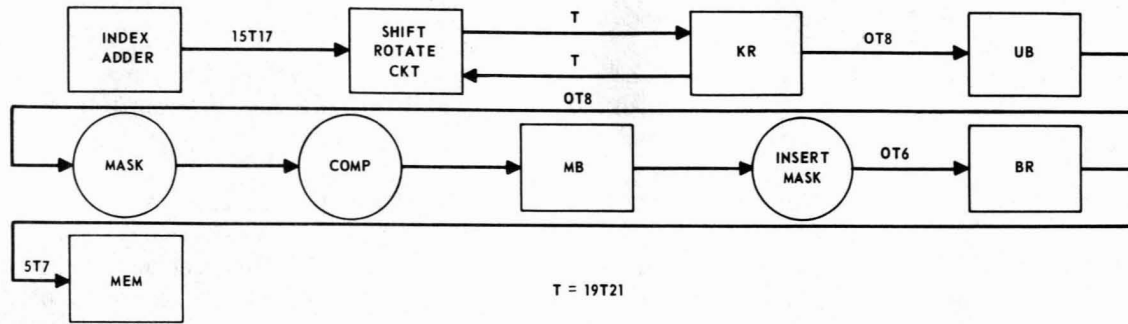 INDEX
ADDER
15T17
SHIFT
ROTATE
CKT
T
T
KR
OT8
UB
OT8
MASK
COMP
MB
INSERT
MASK
OT6
BR
5T7
MEM
T = 19T21